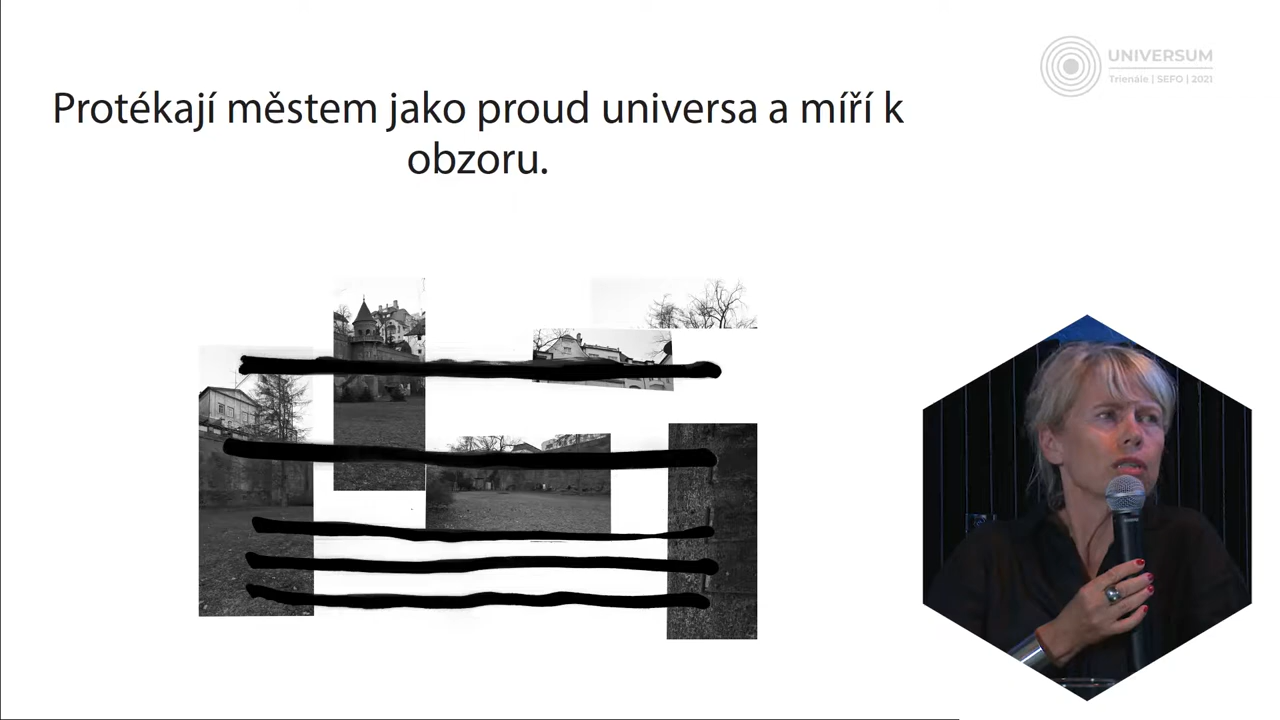 UNIVERSUM
Trienále | SEFO | 2021
Protékají městem jako proud universa a míří k
obzoru.